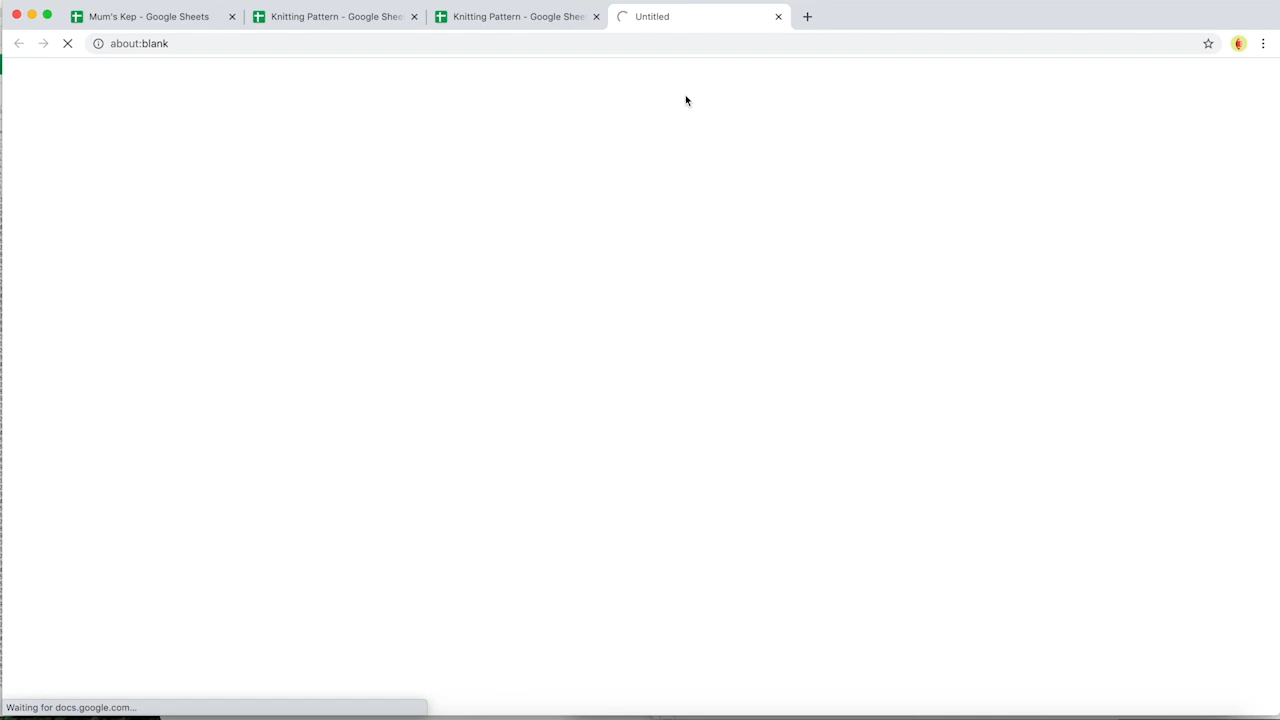 Mum's Kep - Google Sheets
Knitting Pattern - Google Shee
Knitting Pattern - Google Shee
Untitled
about:blank
Waiting for docs.google.com...